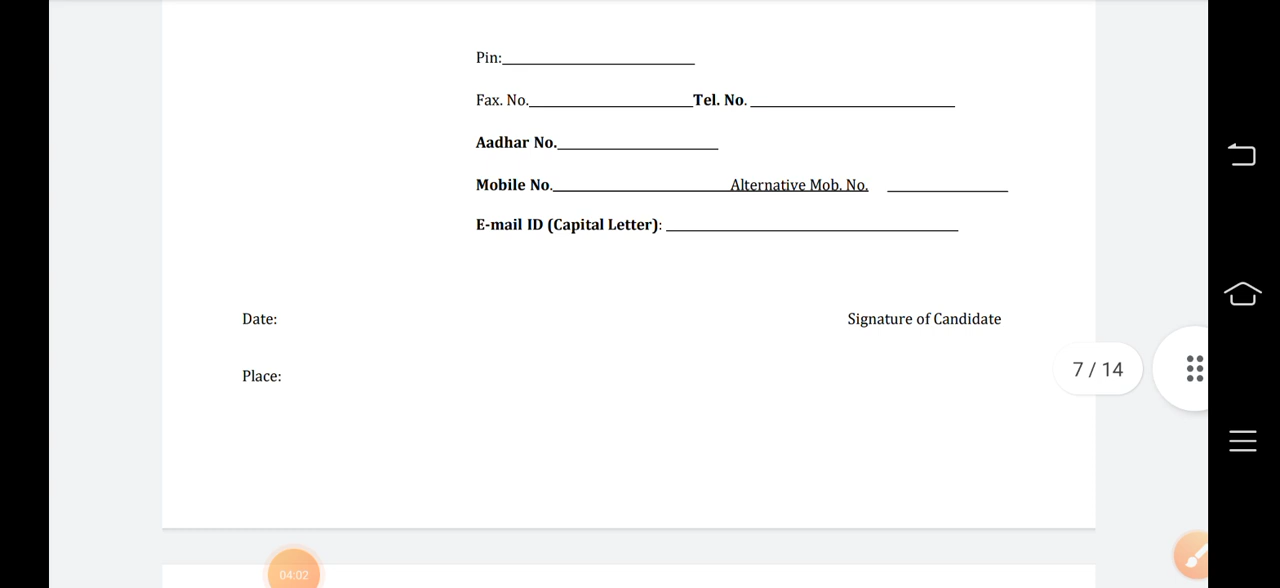 Pin:
Fax. No. Tel. No.
Aadhar No.
Mobile No. Alternative Mob. No.
E-mail ID (Capital Letter):
Date: Signature of Candidate
Place:
7 / 14
04:02